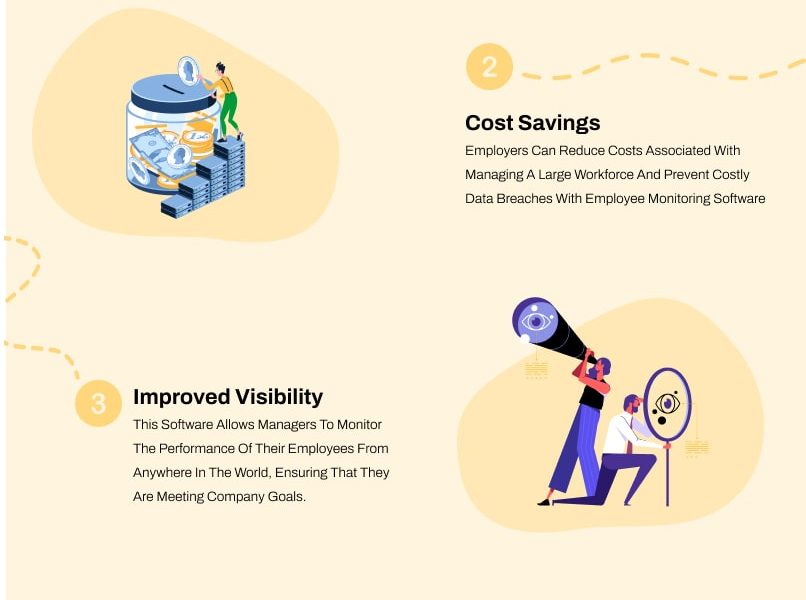 2
Cost Savings
Employers Can Reduce Costs Associated With
Managing A Large Workforce And Prevent Costly
Data Breaches With Employee Monitoring Software
3
Improved Visibility
This Software Allows Managers To Monitor
The Performance Of Their Employees From
Anywhere In The World, Ensuring That They
Are Meeting Company Goals.